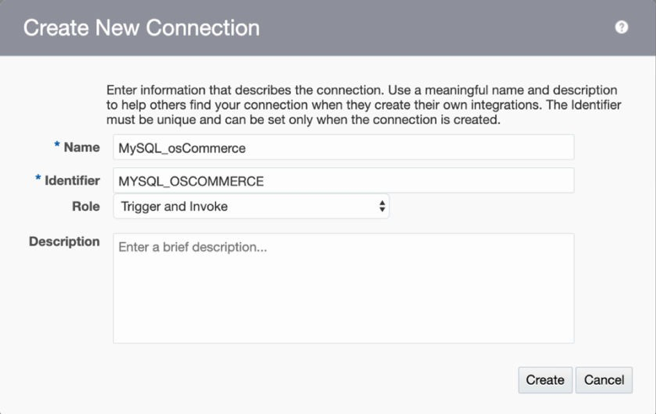 Create New Connection
?
Enter information that describes the connection. Use a meaningful name and description
to help others find your connection when they create their own integrations. The Identifier
must be unique and can be set only when the connection is created.
* Name MySQL_osCommerce
* Identifier MYSQL_OSCOMMERCE
Role Trigger and Invoke
Description Enter a brief description...
Create Cancel